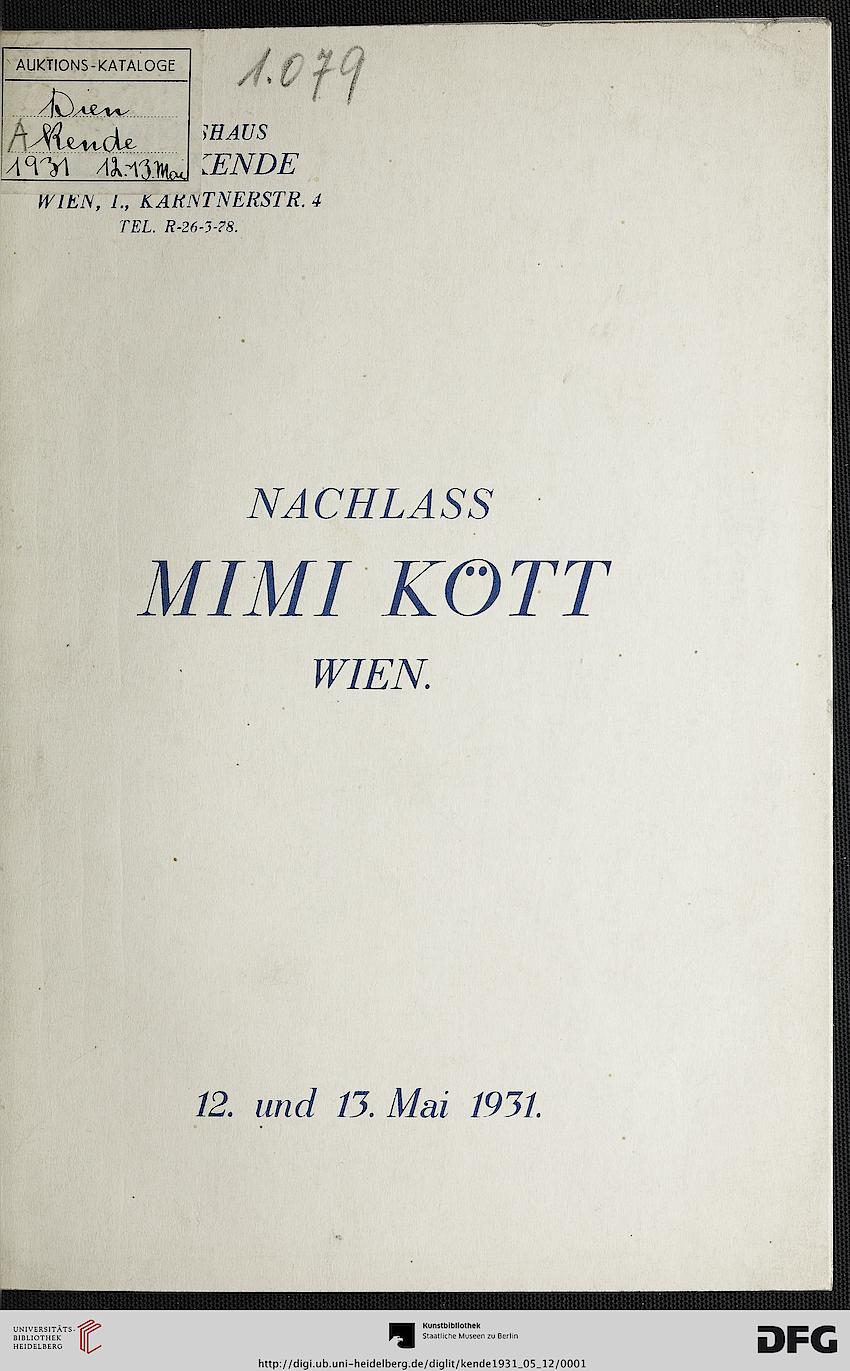 AUKTIONS-KATALOGE
Wien
A Kende
1931 12.-13. Mai
1.079
SHAUS
KENDE
WIEN, I., KÄRNTNERSTR. 4
TEL. R-26-3-78.
NACHLASS
MIMI KÖTT
WIEN.
12. und 13. Mai 1931.
UNIVERSITÄTS-
BIBLIOTHEK
HEIDELBERG
Kunstbibliothek
Staatliche Museen zu Berlin
http://digi.ub.uni-heidelberg.de/diglit/kende1931_05_12/0001
DFG